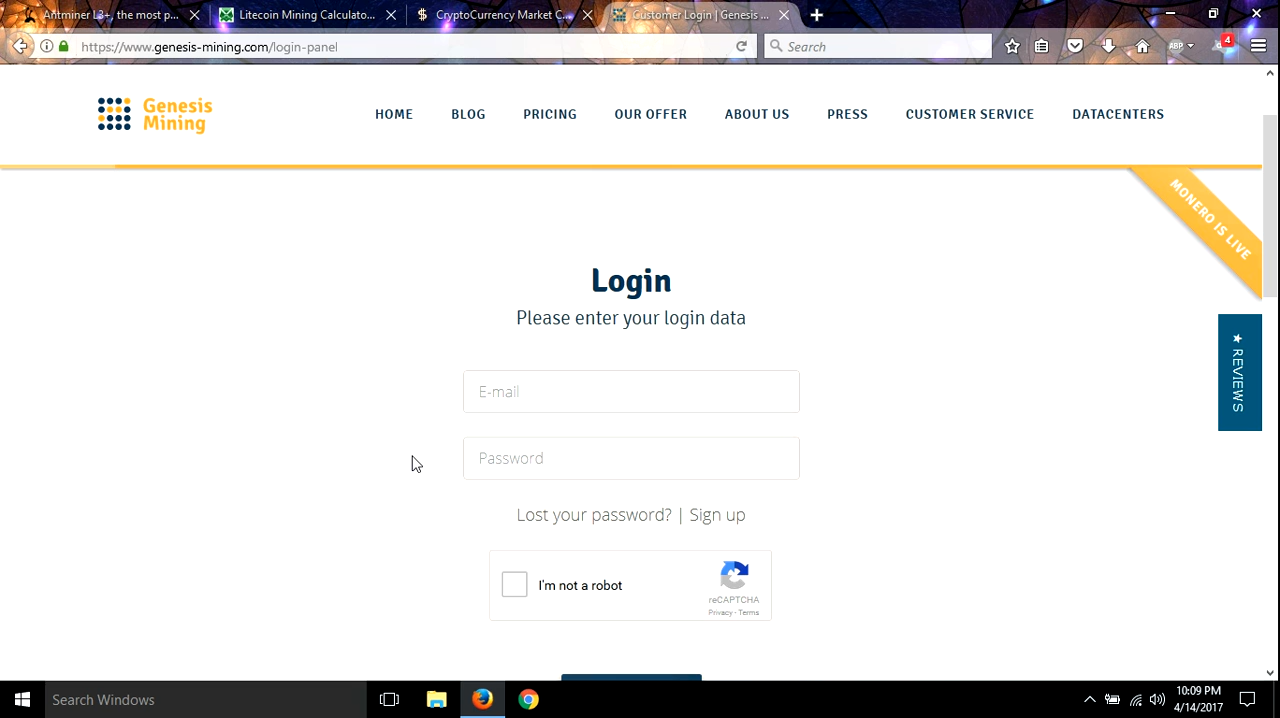 Antminer L3+, the most p...
Litecoin Mining Calculato...
CryptoCurrency Market C...
Customer Login | Genesis ...
https://www.genesis-mining.com/login-panel
Search
ABP
4
Genesis
Mining
HOME
BLOG
PRICING
OUR OFFER
ABOUT US
PRESS
CUSTOMER SERVICE
DATACENTERS
MONERO IS LIVE
Login
Please enter your login data
★ REVIEWS
E-mail
Password
Lost your password? | Sign up
I'm not a robot
reCAPTCHA
Privacy - Terms
Search Windows
10:09 PM
4/14/2017